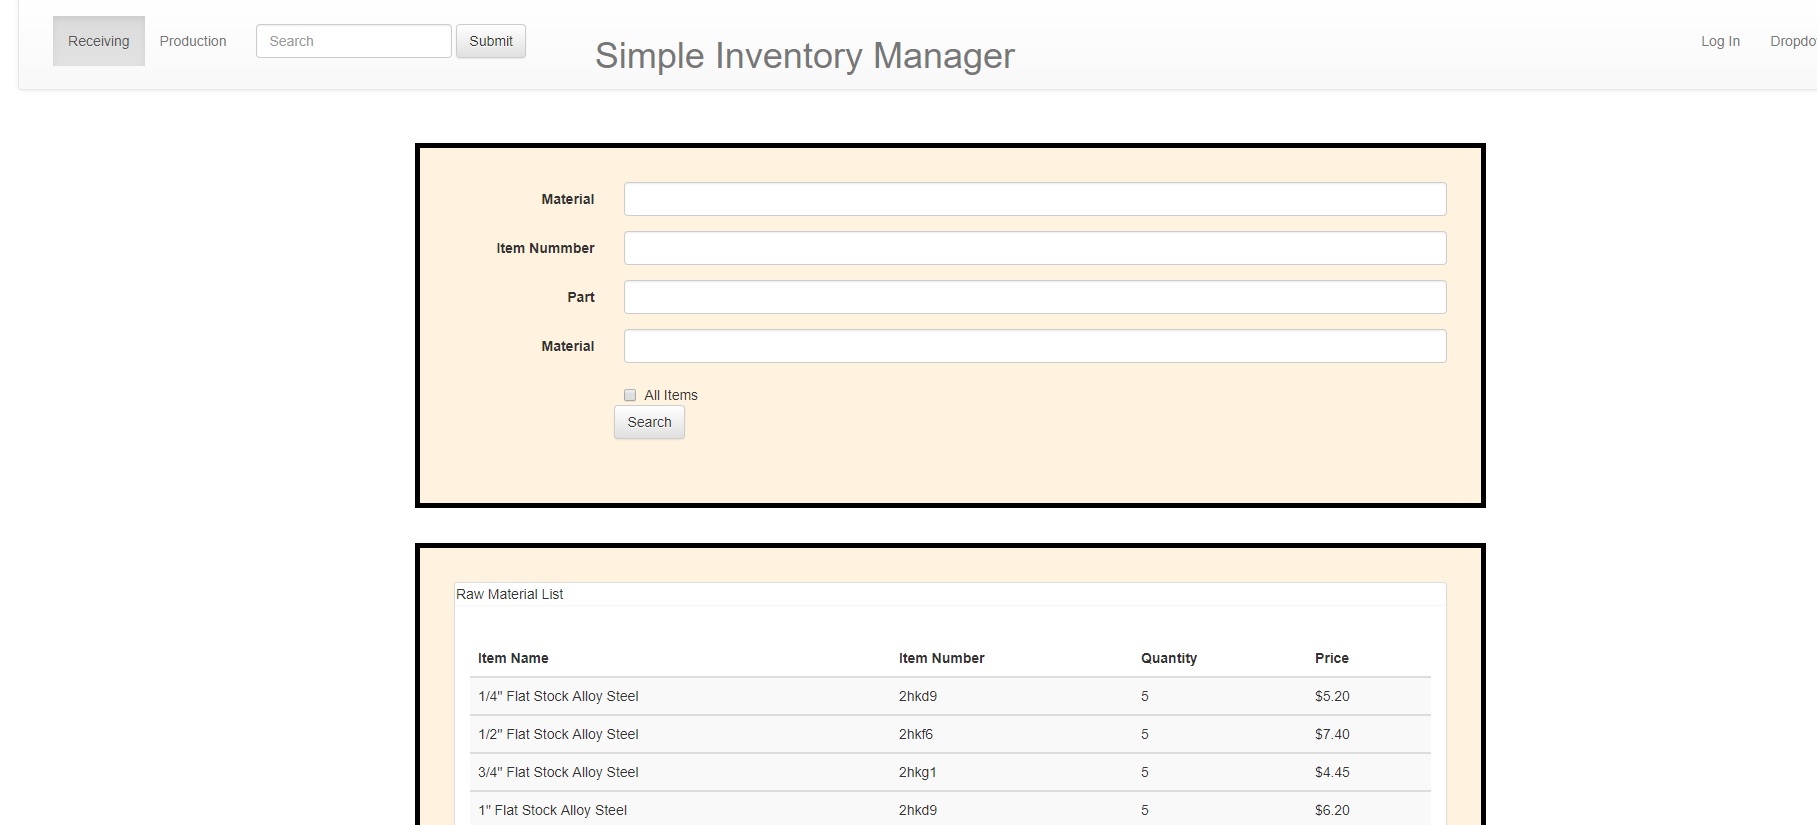 Receiving Production Search Submit Simple Inventory Manager Log In Dropdo
Material
Item Nummber
Part
Material
All Items
Search
Raw Material List
Item Name Item Number Quantity Price
1/4" Flat Stock Alloy Steel 2hkd9 5 $5.20
1/2" Flat Stock Alloy Steel 2hkf6 5 $7.40
3/4" Flat Stock Alloy Steel 2hkg1 5 $4.45
1" Flat Stock Alloy Steel 2hkd9 5 $6.20